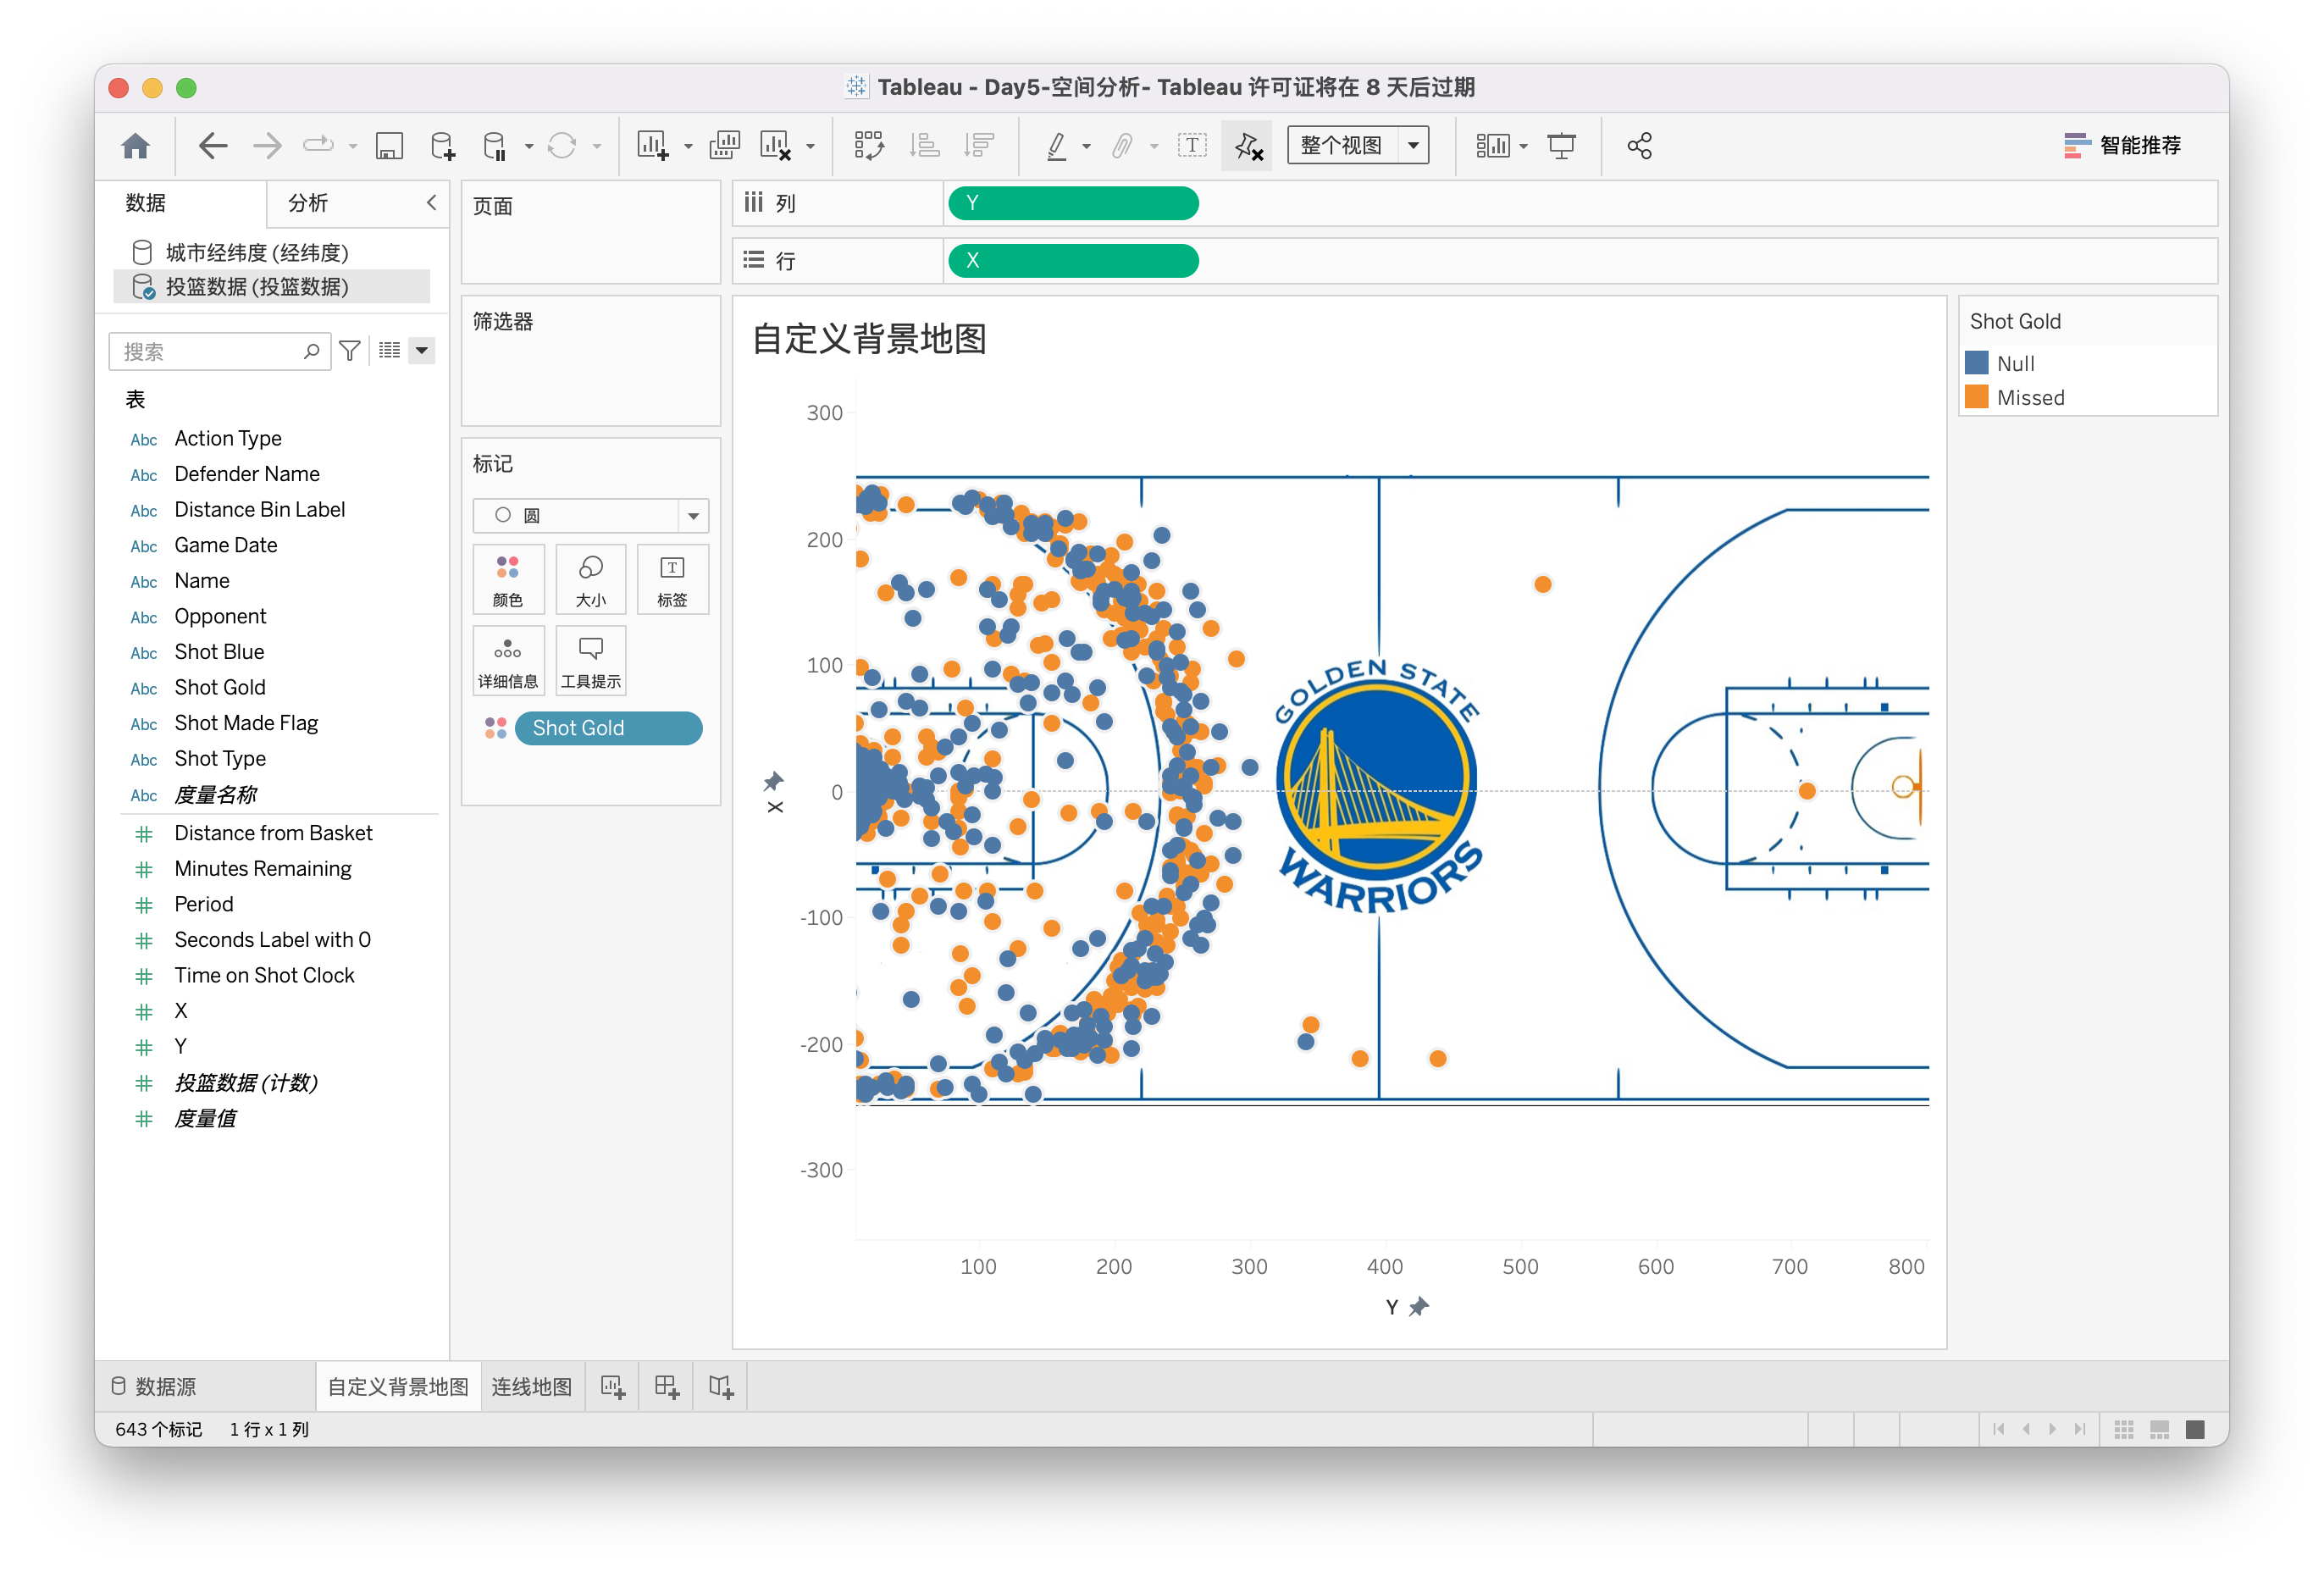 Tableau - Day5-空间分析- Tableau 许可证将在 8 天后过期
整个视图
智能推荐
数据
分析
城市经纬度 (经纬度)
投篮数据 (投篮数据)
搜索
表
Abc Action Type
Abc Defender Name
Abc Distance Bin Label
Abc Game Date
Abc Name
Abc Opponent
Abc Shot Blue
Abc Shot Gold
Abc Shot Made Flag
Abc Shot Type
Abc 度量名称
Distance from Basket
Minutes Remaining
Period
Seconds Label with 0
Time on Shot Clock
X
Y
投篮数据 (计数)
度量值
页面
筛选器
标记
圆
颜色
大小
T
标签
详细信息
工具提示
Shot Gold
列
Y
行
X
自定义背景地图
300
200
100
0
-100
-200
-300
X
GOLDEN STATE
WARRIORS
100
200
300
400
500
600
700
800
Y
Shot Gold
Null
Missed
数据源
自定义背景地图
连线地图
643 个标记
1 行 x 1 列